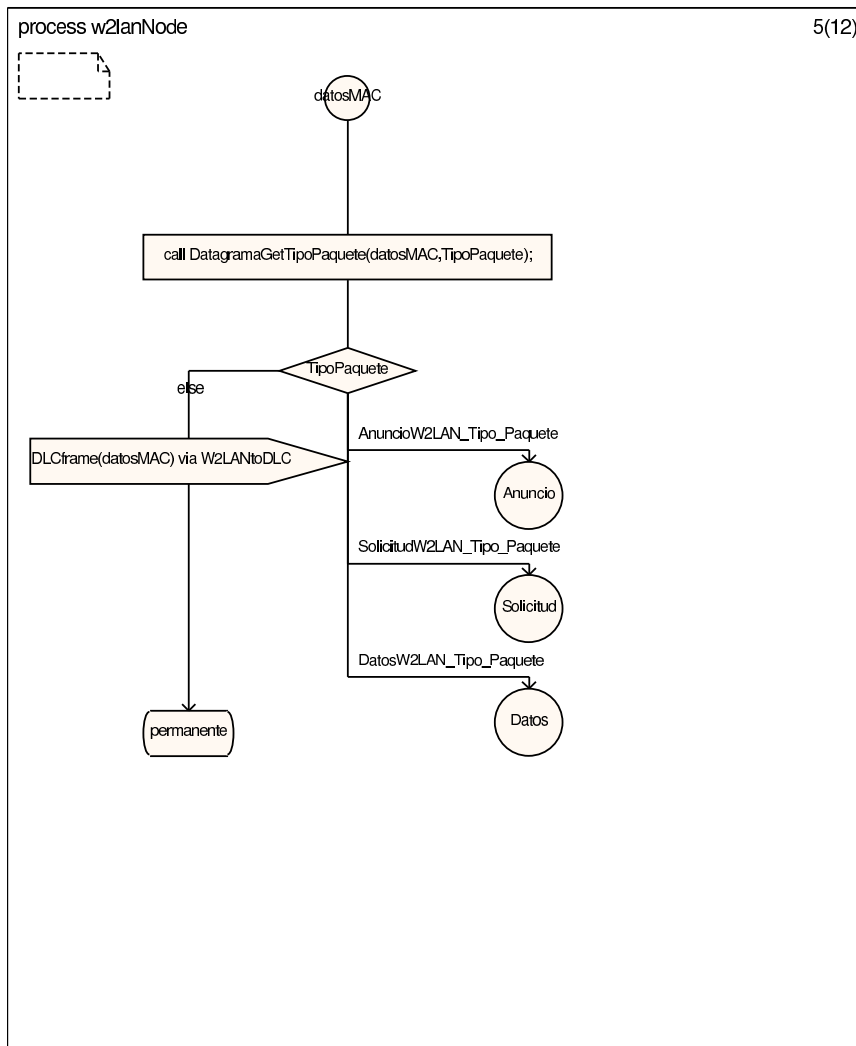 process w2lanNode
5(12)
datosMAC
call DatagramaGetTipoPaquete(datosMAC,TipoPaquete);
TipoPaquete
else
AnuncioW2LAN_Tipo_Paquete
DLCframe(datosMAC) via W2LANtoDLC
Anuncio
SolicitudW2LAN_Tipo_Paquete
Solicitud
DatosW2LAN_Tipo_Paquete
Datos
permanente